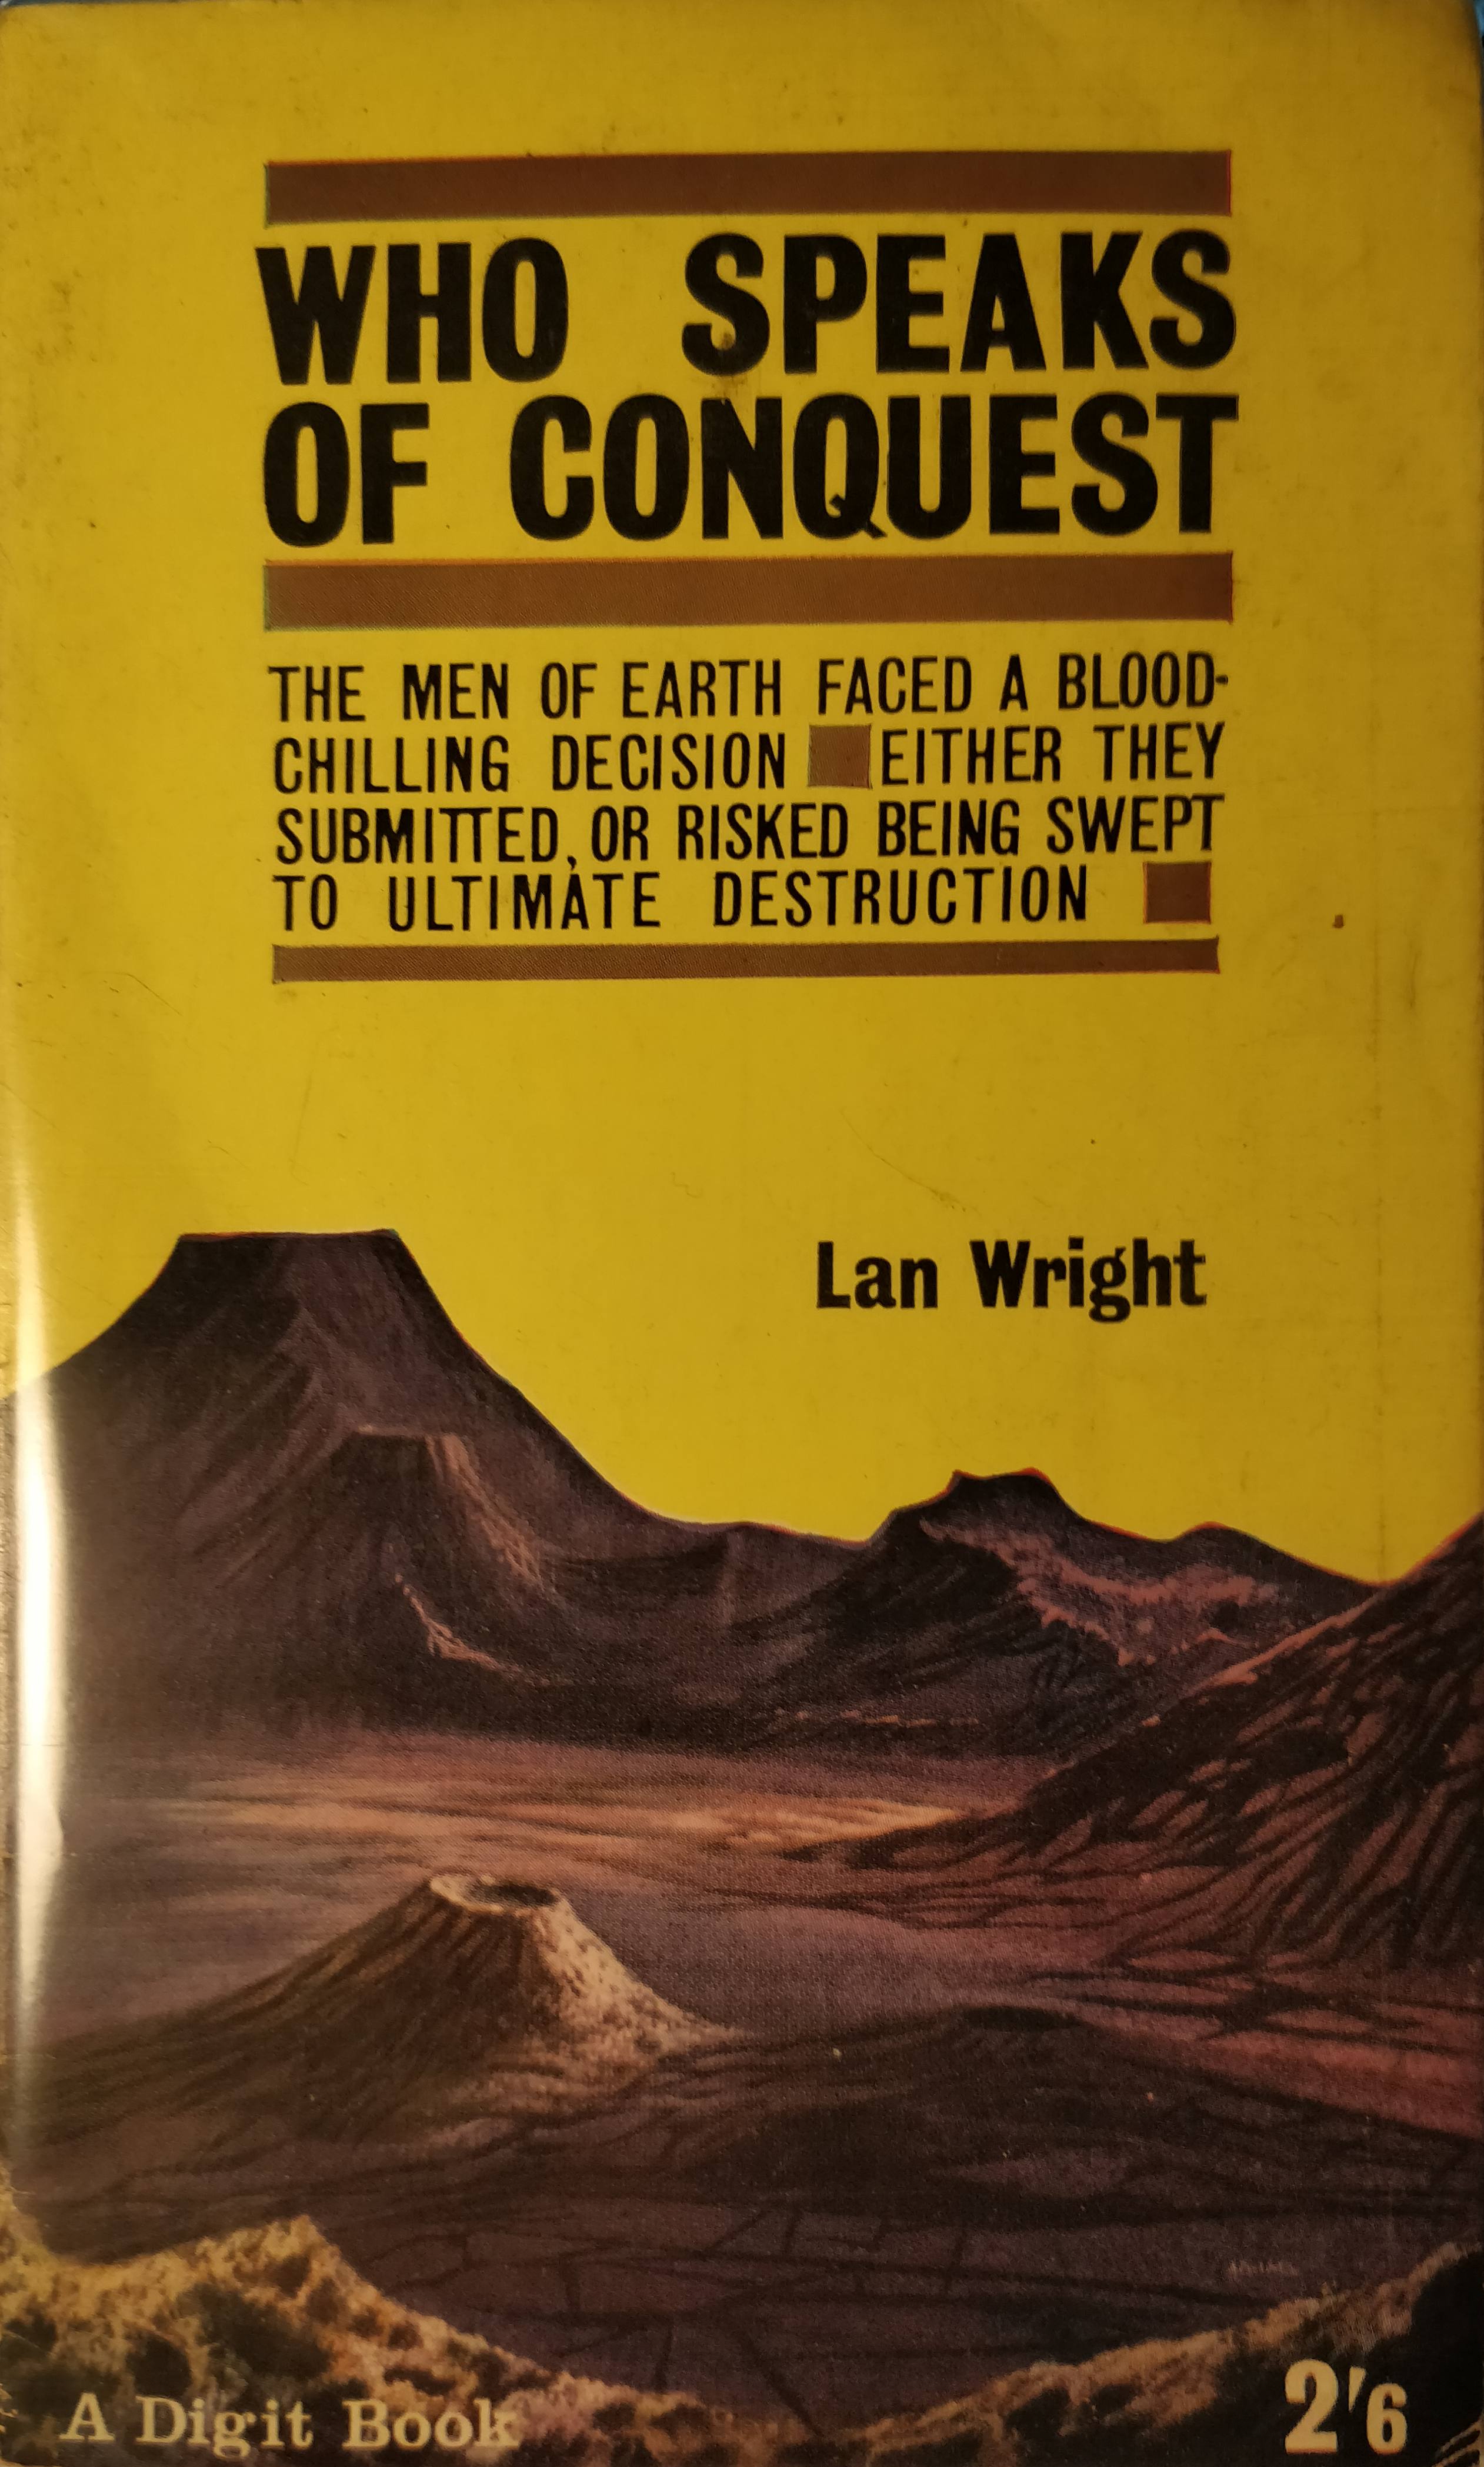 WHO SPEAKS
OF CONQUEST
THE MEN OF EARTH FACED A BLOOD-
CHILLING DECISION EITHER THEY
SUBMITTED, OR RISKED BEING SWEPT
TO ULTIMATE DESTRUCTION
Lan Wright
A Digit Book
2'6